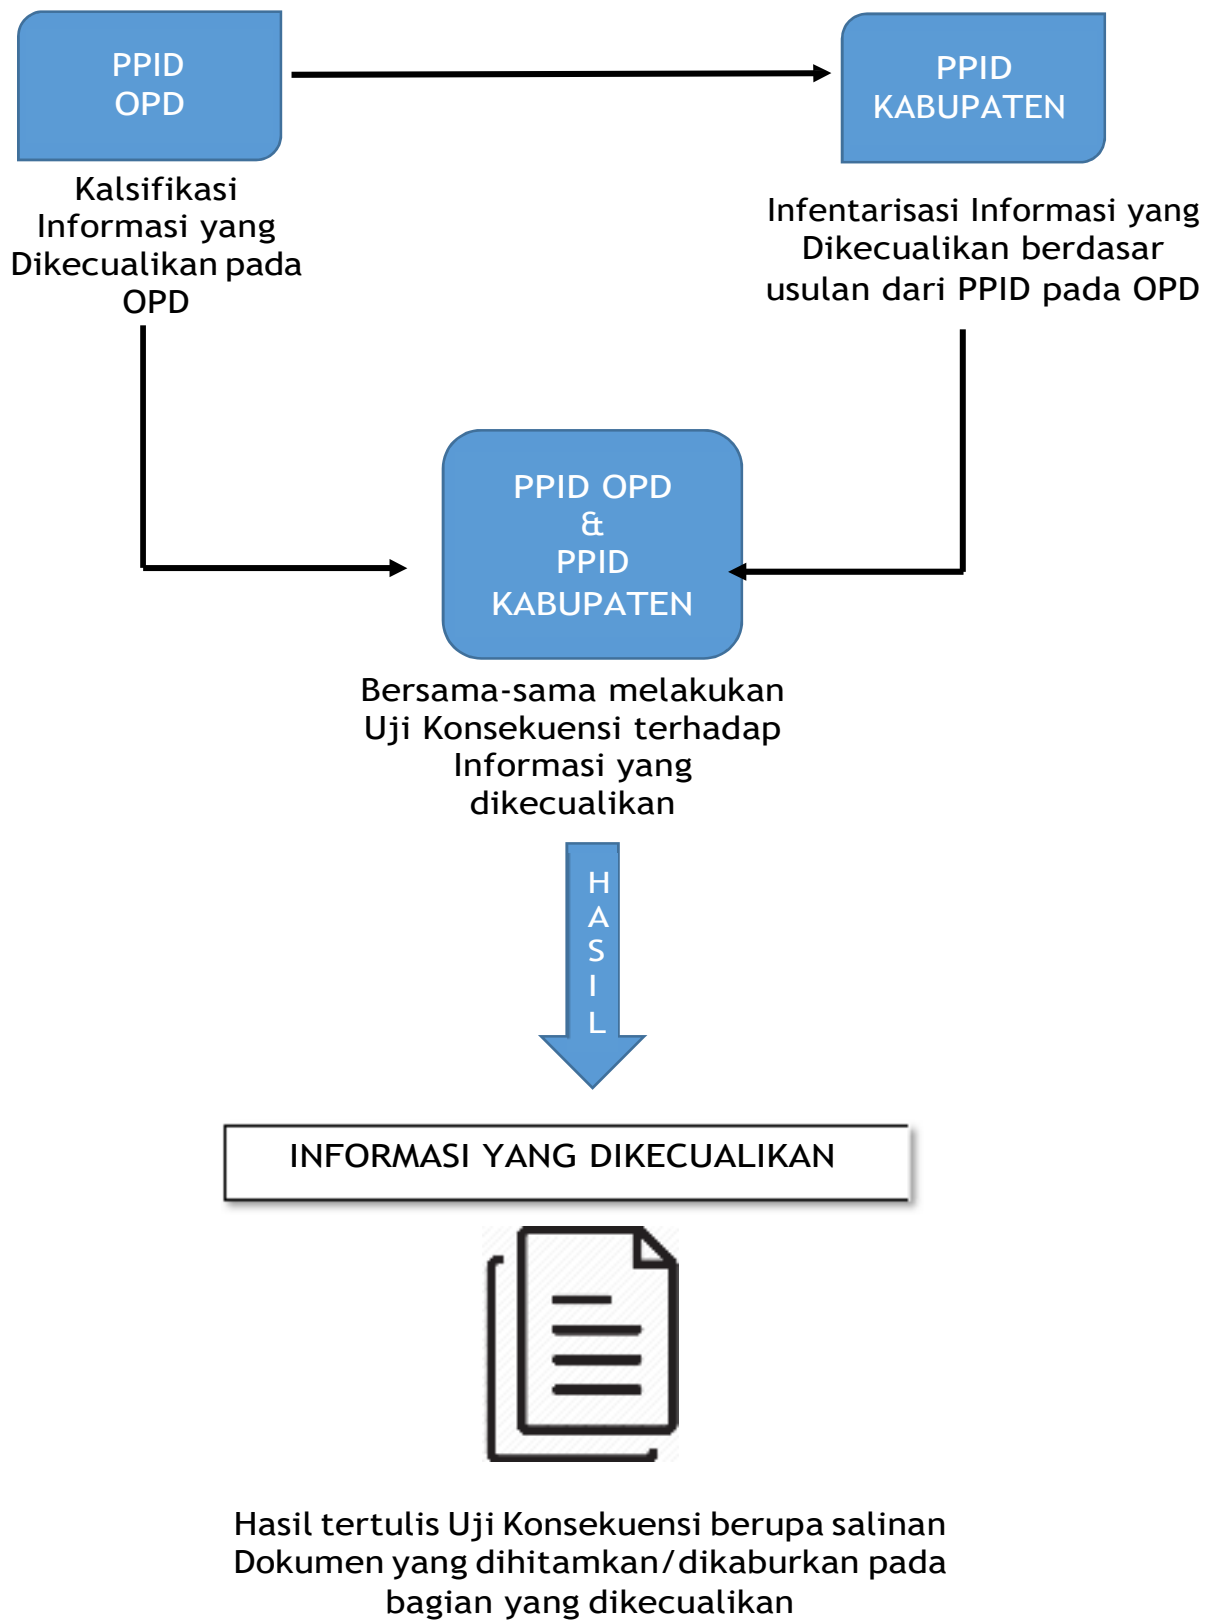 PPID
OPD
PPID
KABUPATEN
Kalsifikasi
Informasi yang
Dikecualikan pada
OPD
Infentarisasi Informasi yang
Dikecualikan berdasar
usulan dari PPID pada OPD
PPID OPD
&
PPID
KABUPATEN
Bersama-sama melakukan
Uji Konsekuensi terhadap
Informasi yang
dikecualikan
H
A
S
I
L
INFORMASI YANG DIKECUALIKAN
Hasil tertulis Uji Konsekuensi berupa salinan
Dokumen yang dihitamkan/dikaburkan pada
bagian yang dikecualikan